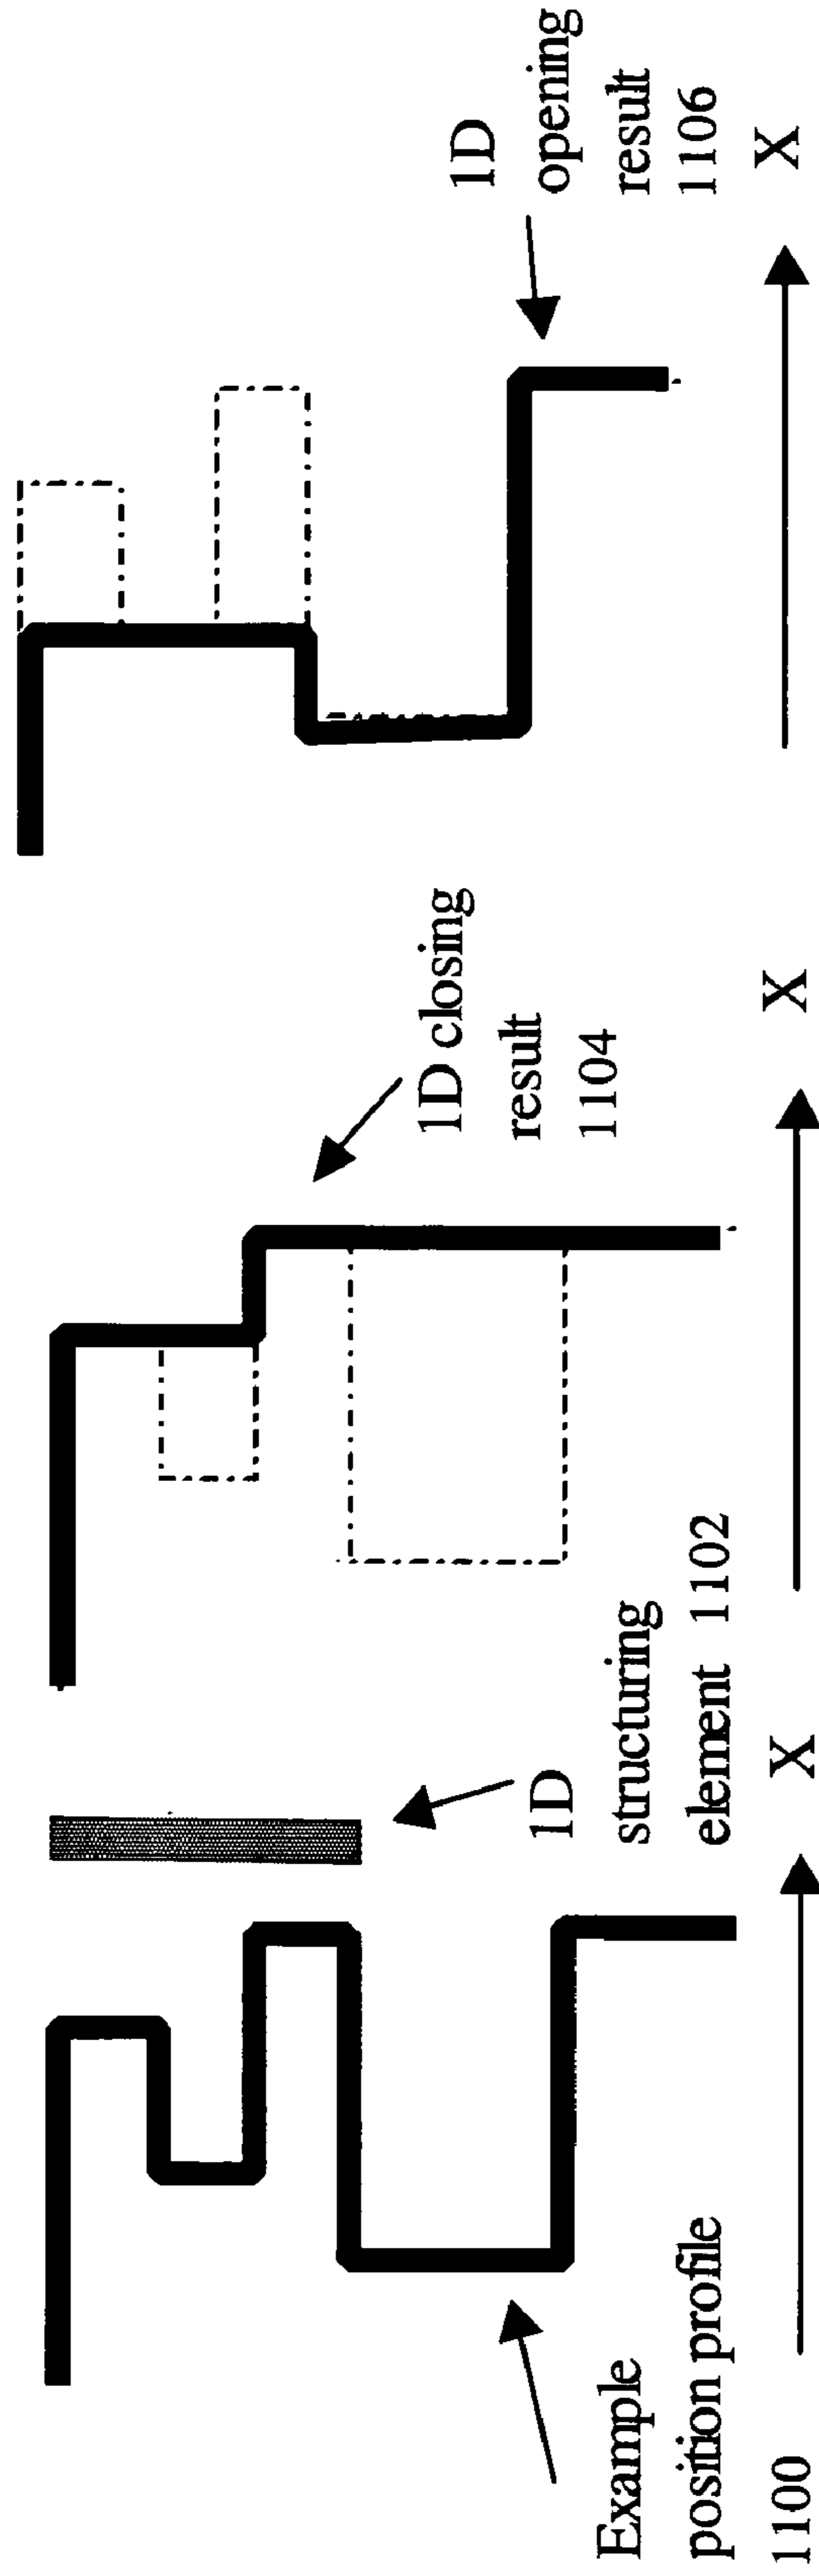 Example
position profile
1100
1D
structuring
element 1102
X
1D closing
result
1104
X
1D
opening
result
1106
X